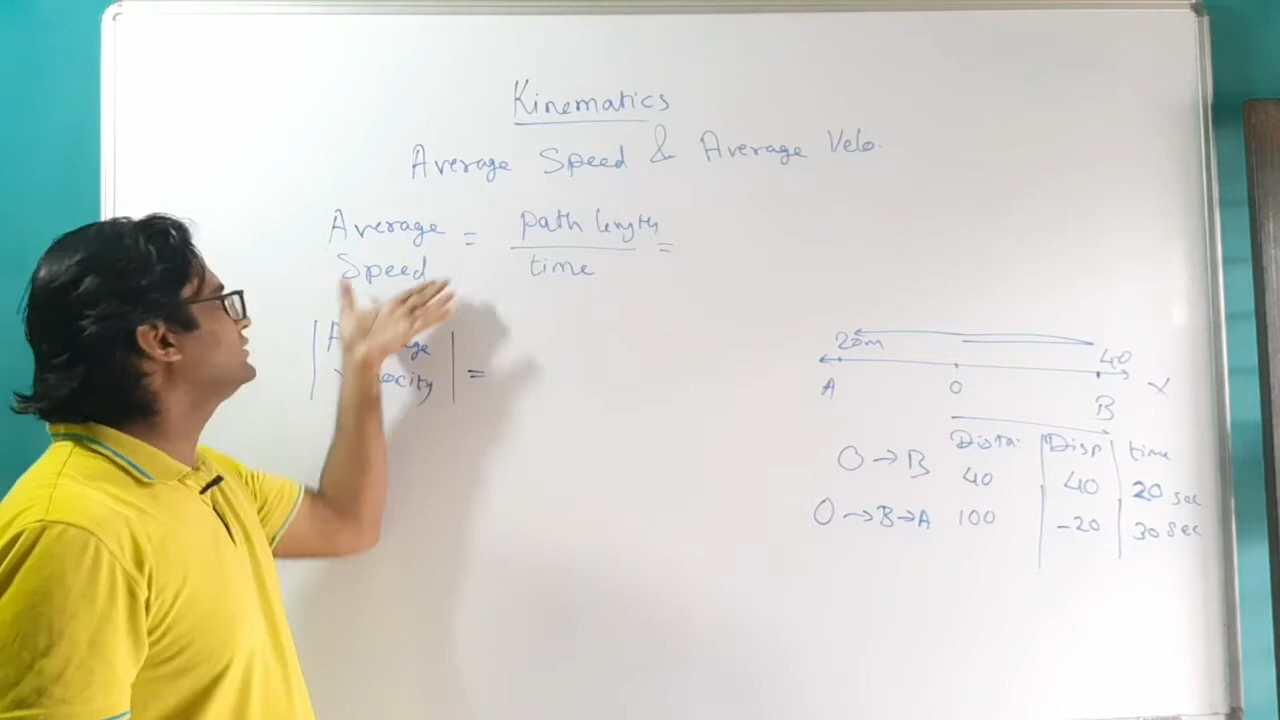 Kinematics
Average Speed & Average Velo.
Average = path length =
Speed time
20m
40
A O X
B
Dista Disp time
O → B 40 40 20 sec
O → B → A 100 -20 30 sec
=